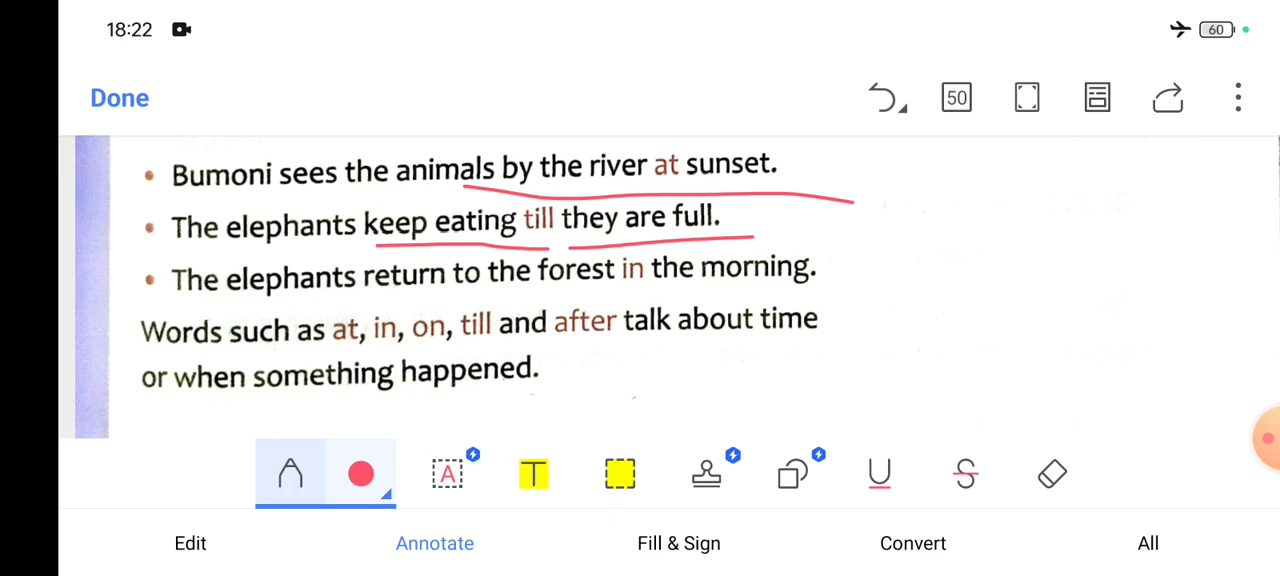 18:22
60
Done
50
• Bumoni sees the animals by the river at sunset.
• The elephants keep eating till they are full.
• The elephants return to the forest in the morning.
Words such as at, in, on, till and after talk about time
or when something happened.
A T U S
Edit Annotate Fill & Sign Convert All